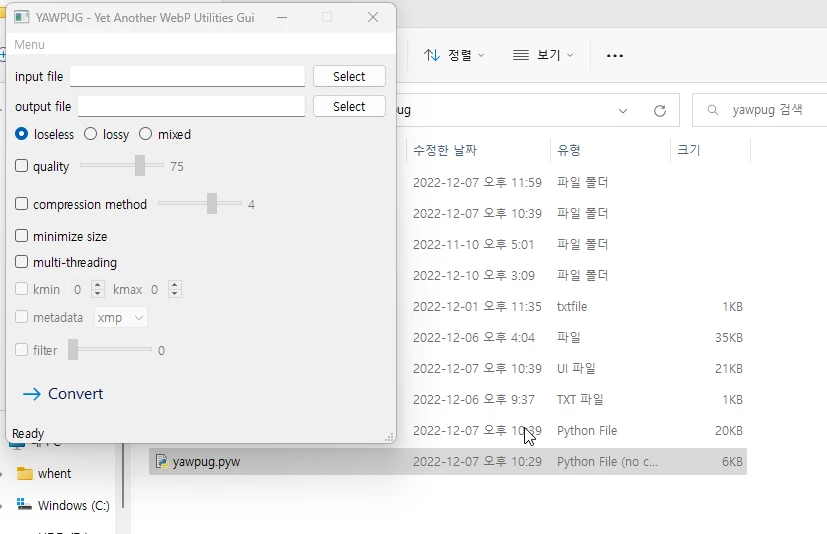 YAWPUG - Yet Another WebP Utilities Gui
Menu
input file Select
output file Select
loseless lossy mixed
quality 75
compression method 4
minimize size
multi-threading
kmin 0 kmax 0
metadata xmp
filter 0
Convert
Ready
정렬 보기
yawpug 검색
수정한 날짜 유형 크기
2022-12-07 오후 11:59 파일 폴더
2022-12-07 오후 10:39 파일 폴더
2022-11-10 오후 5:01 파일 폴더
2022-12-10 오후 3:09 파일 폴더
2022-12-01 오후 11:35 txtfile 1KB
2022-12-06 오후 4:04 파일 35KB
2022-12-07 오후 10:39 UI 파일 21KB
2022-12-06 오후 9:37 TXT 파일 1KB
2022-12-07 오후 10:39 Python File 20KB
yawpug.pyw 2022-12-07 오후 10:29 Python File (no c... 6KB
whent
Windows (C:)